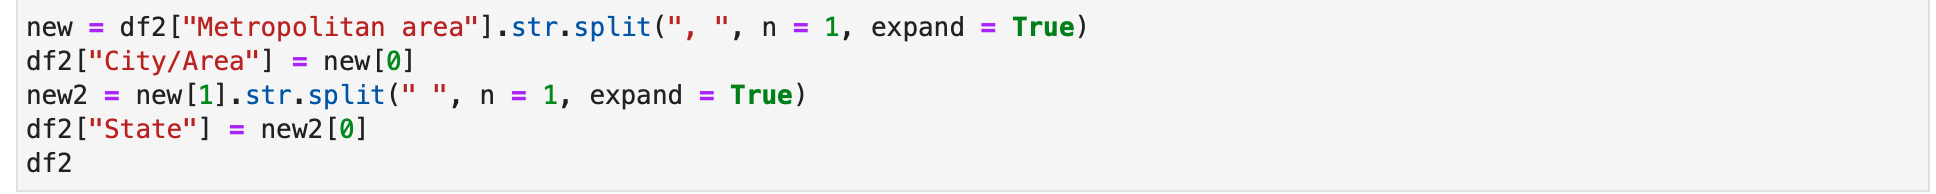 new = df2["Metropolitan area"].str.split(", ", n = 1, expand = True)
df2["City/Area"] = new[0]
new2 = new[1].str.split(" ", n = 1, expand = True)
df2["State"] = new2[0]
df2